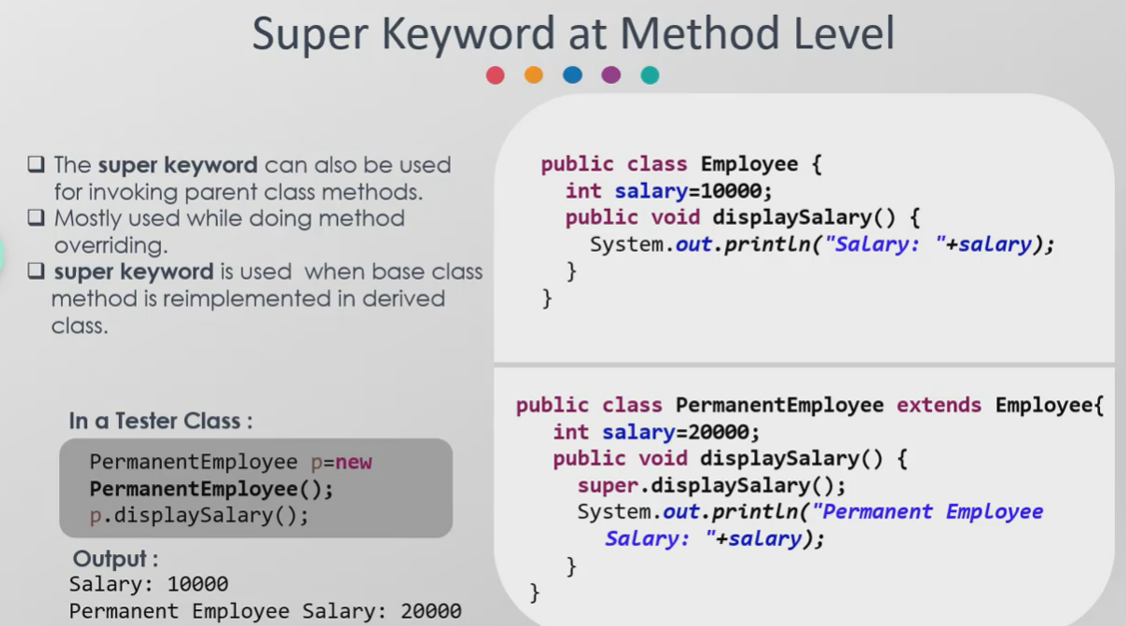 Super Keyword at Method Level
❑ The super keyword can also be used
for invoking parent class methods.
❑ Mostly used while doing method
overriding.
❑ super keyword is used when base class
method is reimplemented in derived
class.
In a Tester Class :
PermanentEmployee p=new
PermanentEmployee();
p.displaySalary();
Output :
Salary: 10000
Permanent Employee Salary: 20000
public class Employee {
int salary=10000;
public void displaySalary() {
System.out.println("Salary: "+salary);
}
}
public class PermanentEmployee extends Employee{
int salary=20000;
public void displaySalary() {
super.displaySalary();
System.out.println("Permanent Employee
Salary: "+salary);
}
}